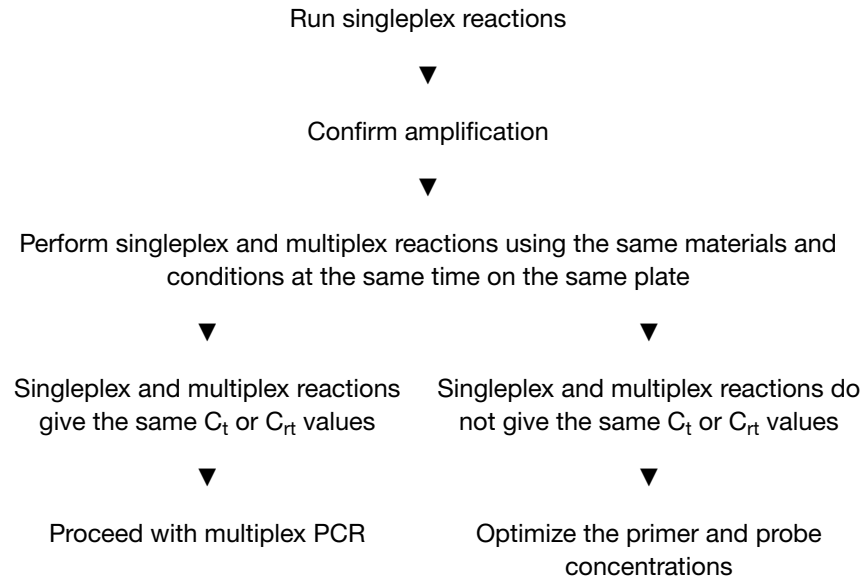 Run singleplex reactions
▼
Confirm amplification
▼
Perform singleplex and multiplex reactions using the same materials and
conditions at the same time on the same plate
▼ ▼
Singleplex and multiplex reactions
give the same Ct or Crt values
▼
Proceed with multiplex PCR
Singleplex and multiplex reactions do
not give the same Ct or Crt values
▼
Optimize the primer and probe
concentrations